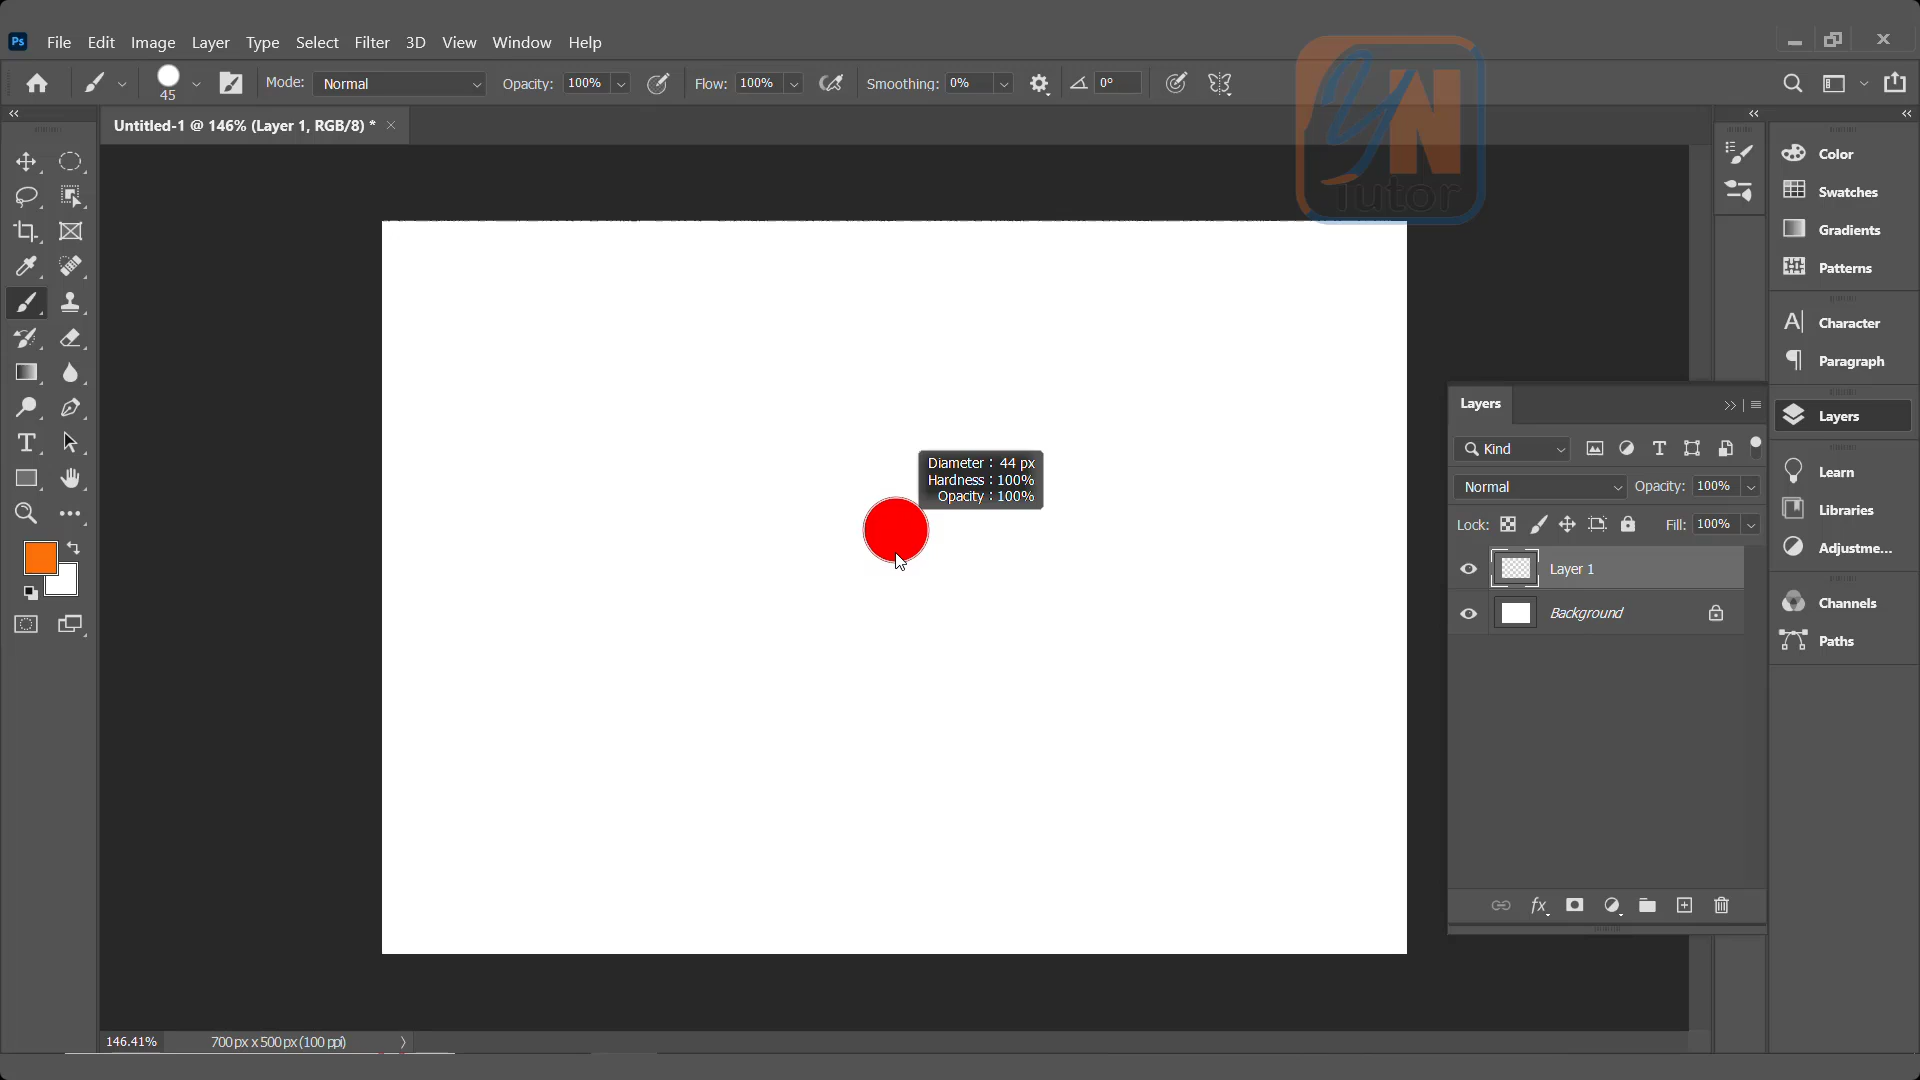 Ps File Edit Image Layer Type Select Filter 3D View Window Help
45 Mode: Normal Opacity: 100% Flow: 100% Smoothing: 0% 0°
Untitled-1 @ 146% (Layer 1, RGB/8) *
YN
Tutor
Color
Swatches
Gradients
Patterns
Character
Paragraph
Layers
Learn
Libraries
Adjustme...
Channels
Paths
Diameter : 44 px
Hardness : 100%
Opacity : 100%
Layers
Kind
Normal Opacity: 100%
Lock: Fill: 100%
Layer 1
Background
fx
146.41% 700 px x 500 px (100 ppi)